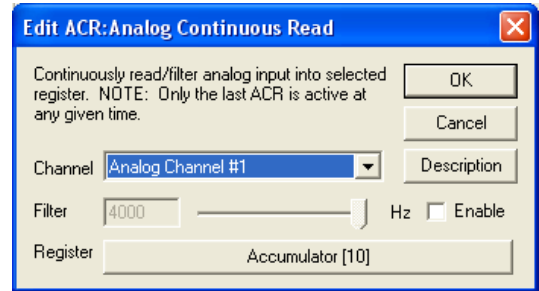 Edit ACR:Analog Continuous Read
Continuously read/filter analog input into selected
register. NOTE: Only the last ACR is active at
any given time.
OK
Cancel
Description
Channel Analog Channel #1
Filter 4000 Hz Enable
Register Accumulator [10]